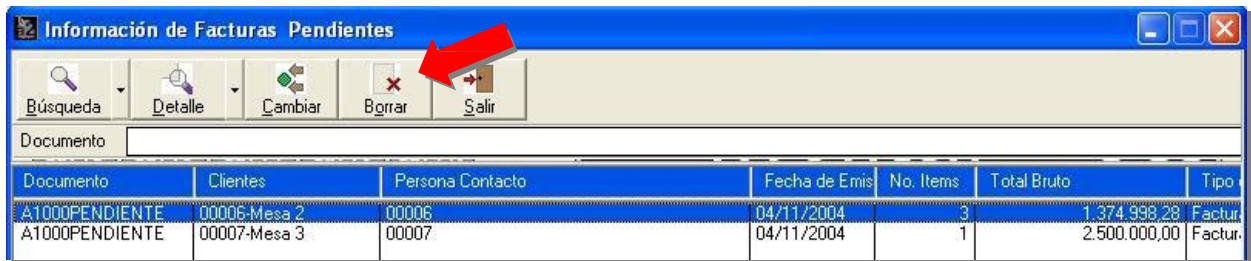 Información de Facturas Pendientes
Búsqueda Detalle Cambiar Borrar Salir
Documento
Documento Clientes Persona Contacto Fecha de Emis No. Items Total Bruto Tipo
A1000PENDIENTE 00006-Mesa 2 00006 04/11/2004 3 1.374.998,28 Factur
A1000PENDIENTE 00007-Mesa 3 00007 04/11/2004 1 2.500.000,00 Factur